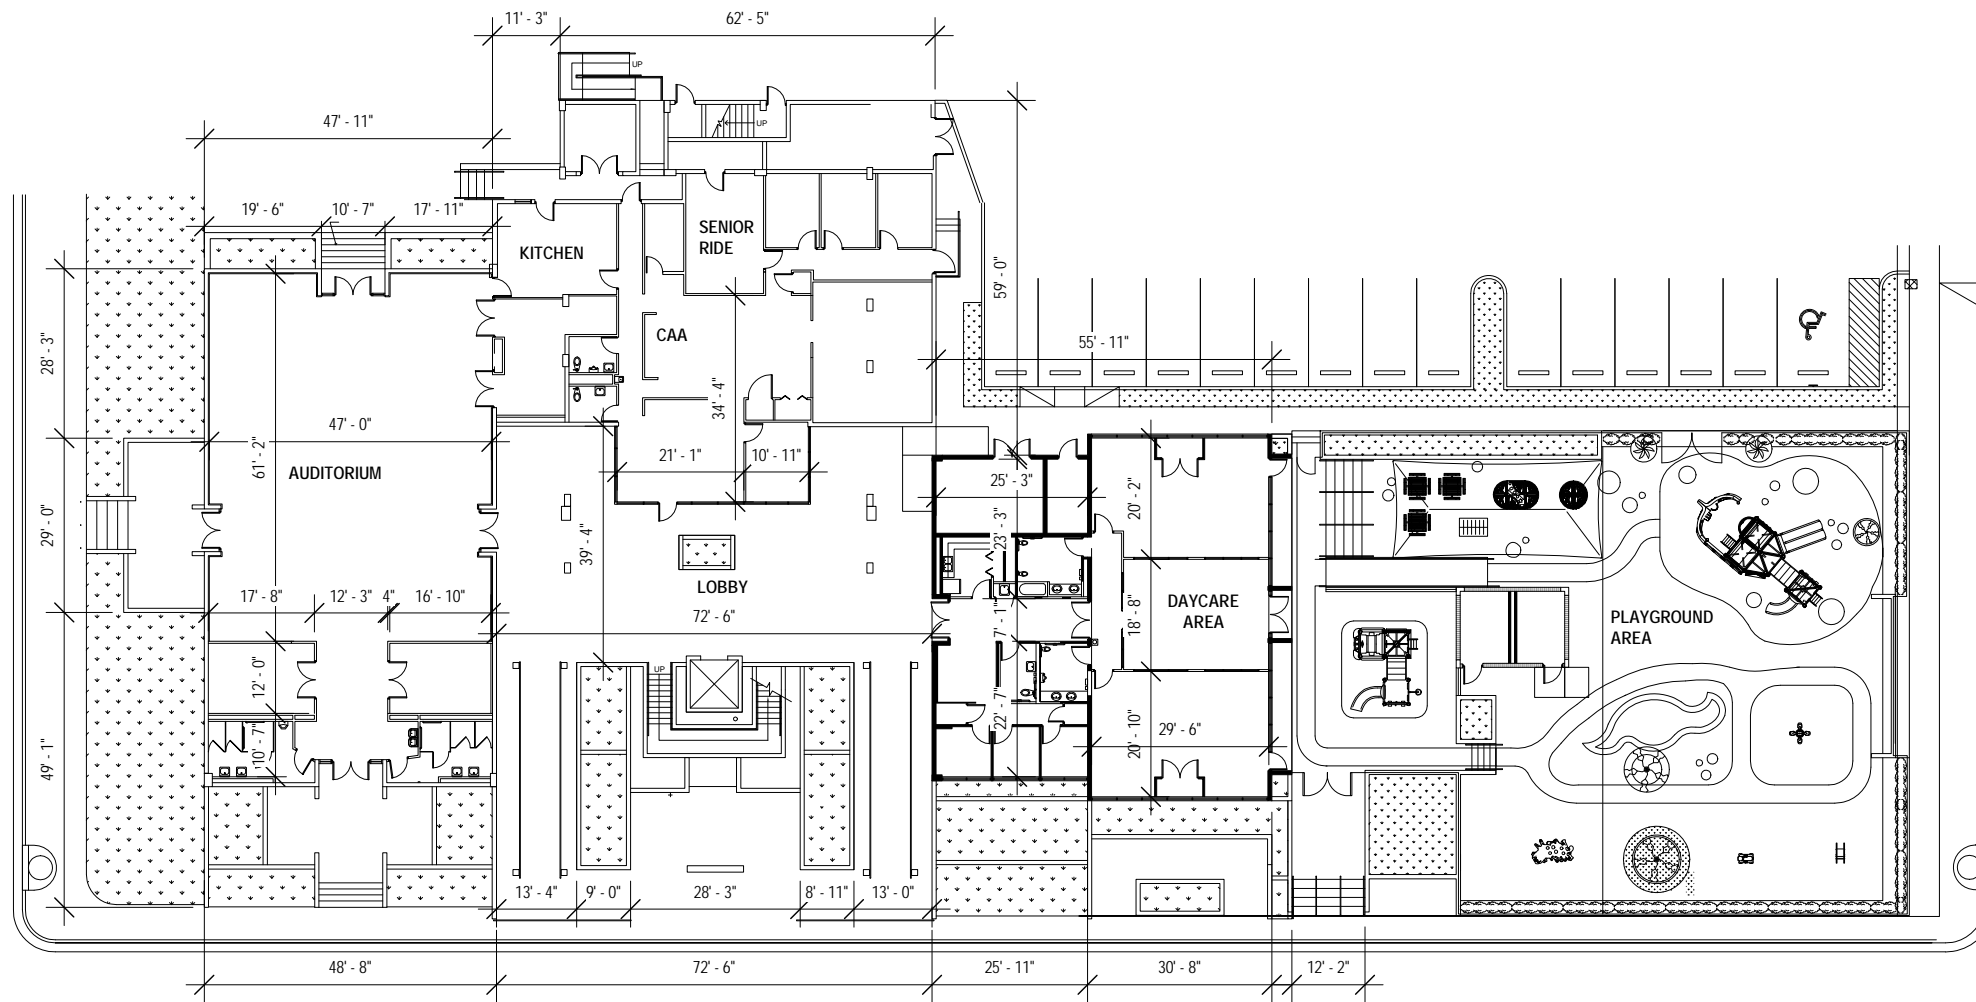 11' - 3"
62' - 5"
UP
47' - 11"
UP
19' - 6"
10' - 7"
17' - 11"
SENIOR
RIDE
KITCHEN
59' - 0"
28' - 3"
CAA
55' - 11"
34' - 4"
47' - 0"
61' - 2"
AUDITORIUM
21' - 1"
10' - 11"
25' - 3"
20' - 2"
29' - 0"
39' - 4"
23' - 3"
LOBBY
72' - 6"
17' - 8"
12' - 3"
4"
16' - 10"
7' - 1"
18' - 8"
DAYCARE
AREA
PLAYGROUND
AREA
UP
12' - 0"
10' - 7"
22' - 7"
20' - 10"
29' - 6"
49' - 1"
13' - 4"
9' - 0"
28' - 3"
8' - 11"
13' - 0"
48' - 8"
72' - 6"
25' - 11"
30' - 8"
12' - 2"